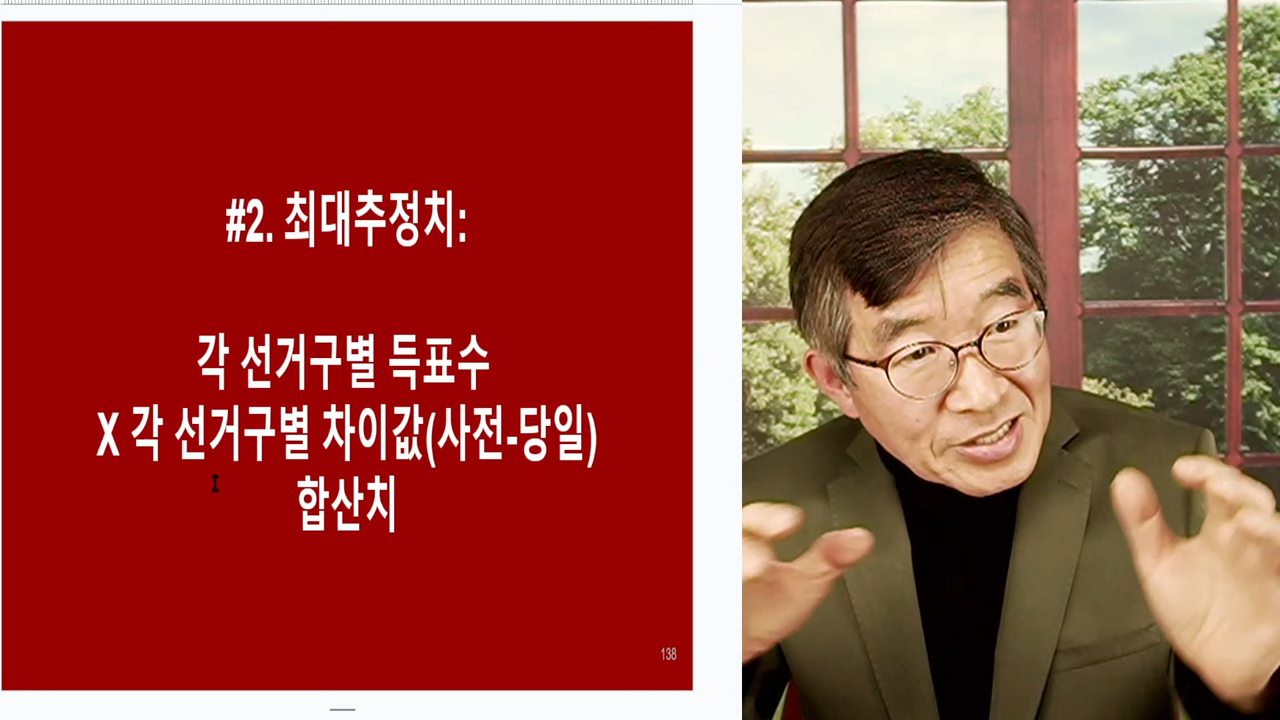 #2. 최대추정치:
각 선거구별 득표수
X 각 선거구별 차이값(사전-당일)
합산치
138